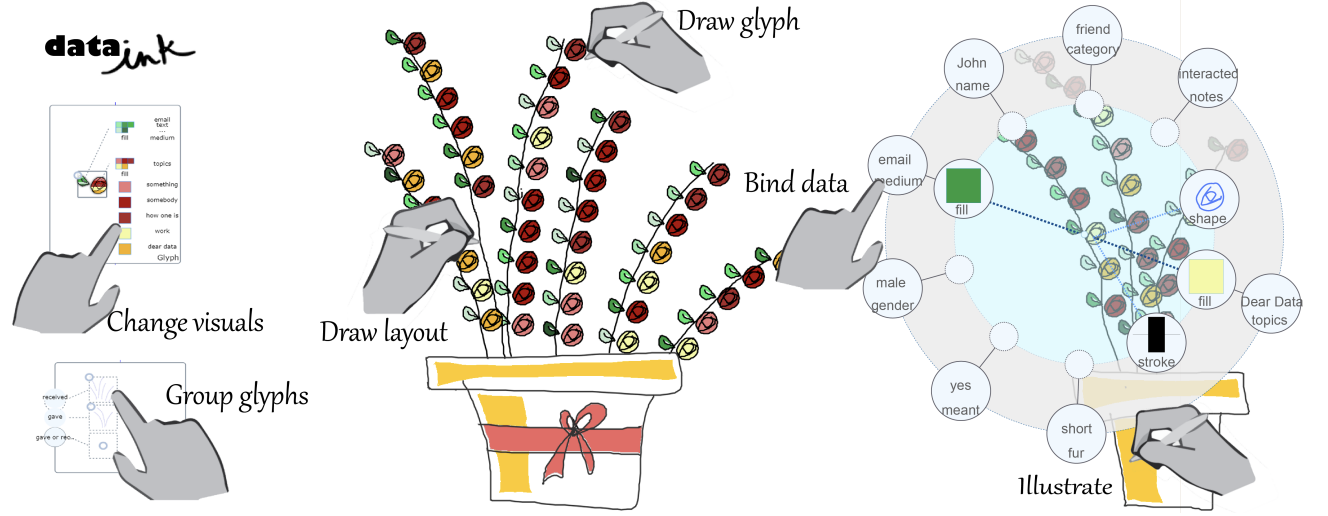 data ink
email
text
...
medium
fill
topics
fill
something
somebody
how one is
work
dear data
Glyph
Change visuals
received
gave
gave or rec..
Group glyphs
Draw glyph
Draw layout
Bind data
friend
category
John
name
interacted
notes
email
medium
fill
shape
male
gender
fill
Dear Data
topics
stroke
yes
meant
short
fur
Illustrate